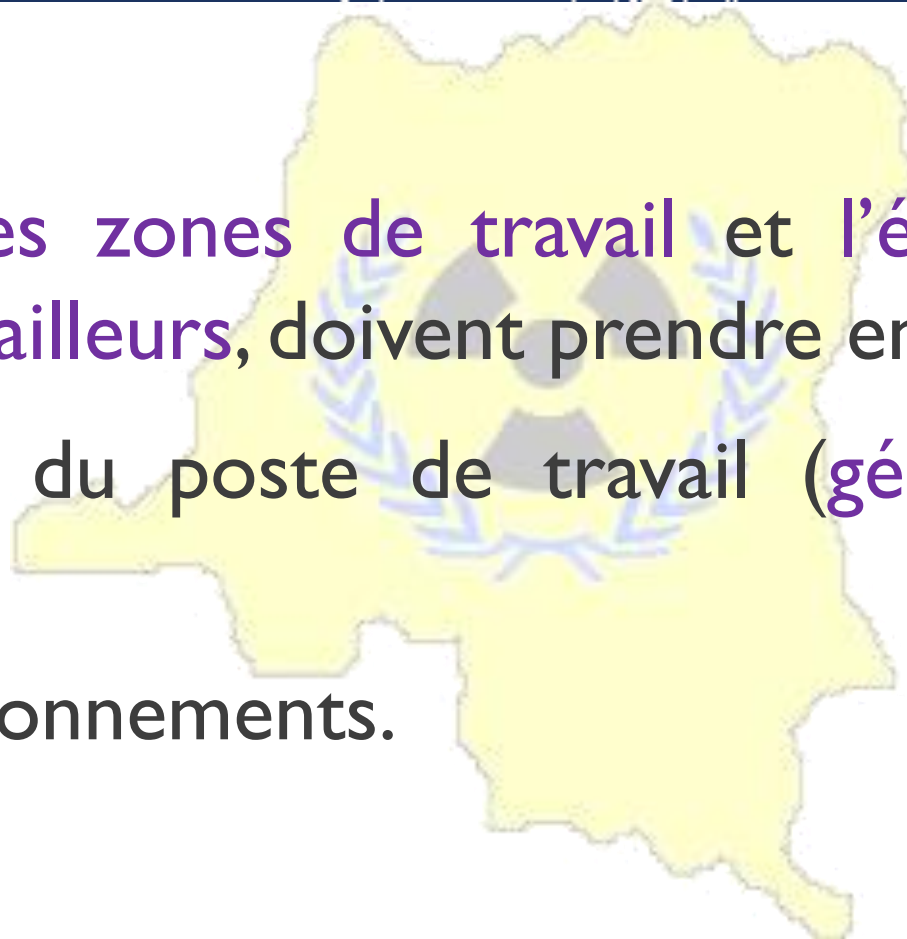 es zones de travail et l’é
ailleurs, doivent prendre en
du poste de travail (gé
onnements.